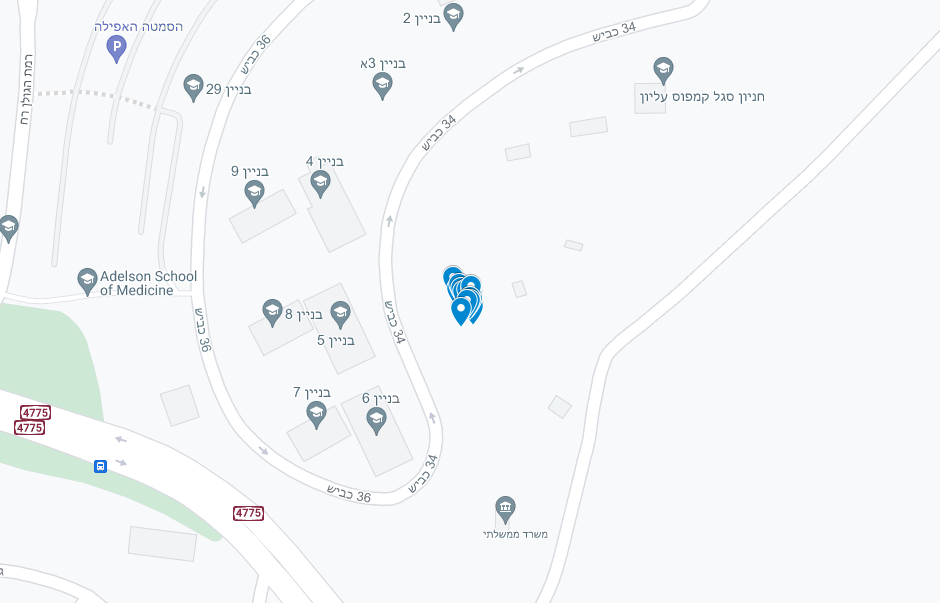 בניין 2
הסמטה האפילה
P
כביש 34
כביש 36
רמת הגולן רח
בניין 3א
בניין 29
חניון סגל קמפוס עליון
כביש 34
בניין 4
בניין 9
Adelson School
of Medicine
כביש 36
בניין 8
כביש 34
בניין 5
בניין 7
בניין 6
4775
4775
כביש 34
כביש 36
4775
משרד ממשלתי